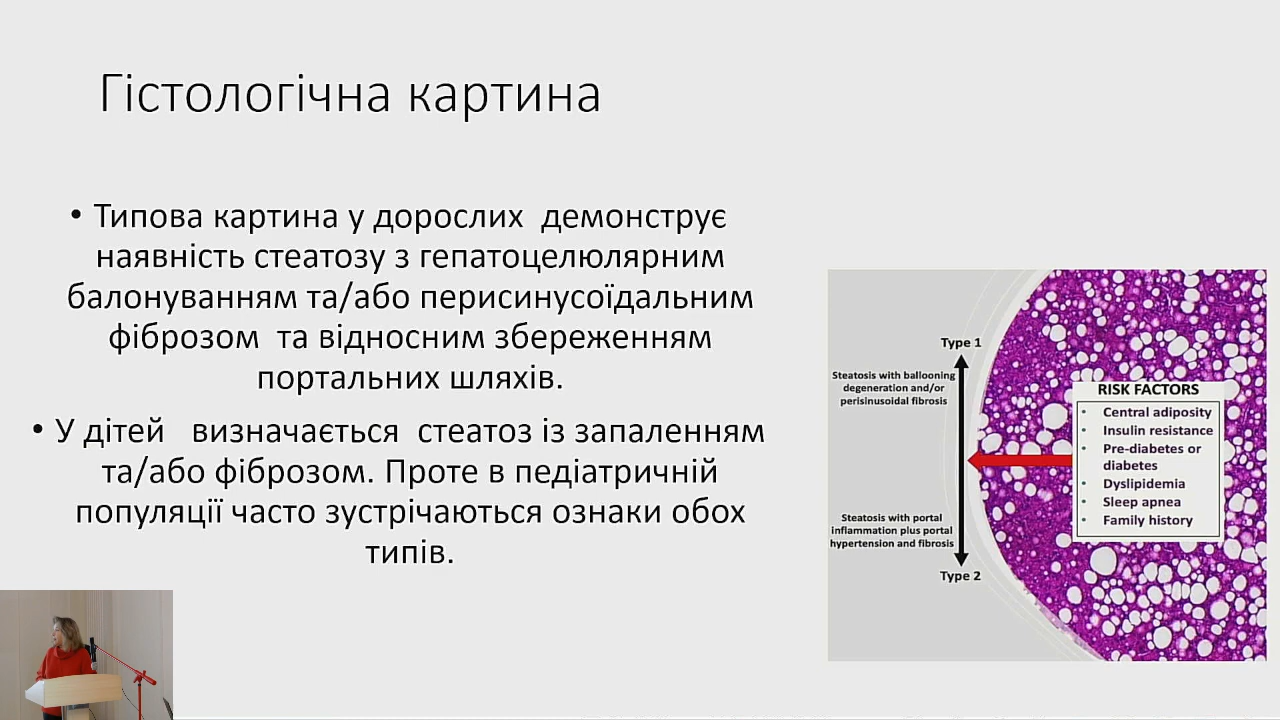 Гістологічна картина
• Типова картина у дорослих демонструє
наявність стеатозу з гепатоцелюлярним
балонуванням та/або перисинусоїдальним
фіброзом та відносним збереженням
портальних шляхів.
• У дітей визначається стеатоз із запаленням
та/або фіброзом. Проте в педіатричній
популяції часто зустрічаються ознаки обох
типів.
Type 1
Steatosis with ballooning
degeneration and/or
perisinusoidal fibrosis
Steatosis with portal
inflammation plus portal
hypertension and fibrosis
Type 2
RISK FACTORS
• Central adiposity
• Insulin resistance
• Pre-diabetes or
diabetes
• Dyslipidemia
• Sleep apnea
• Family history